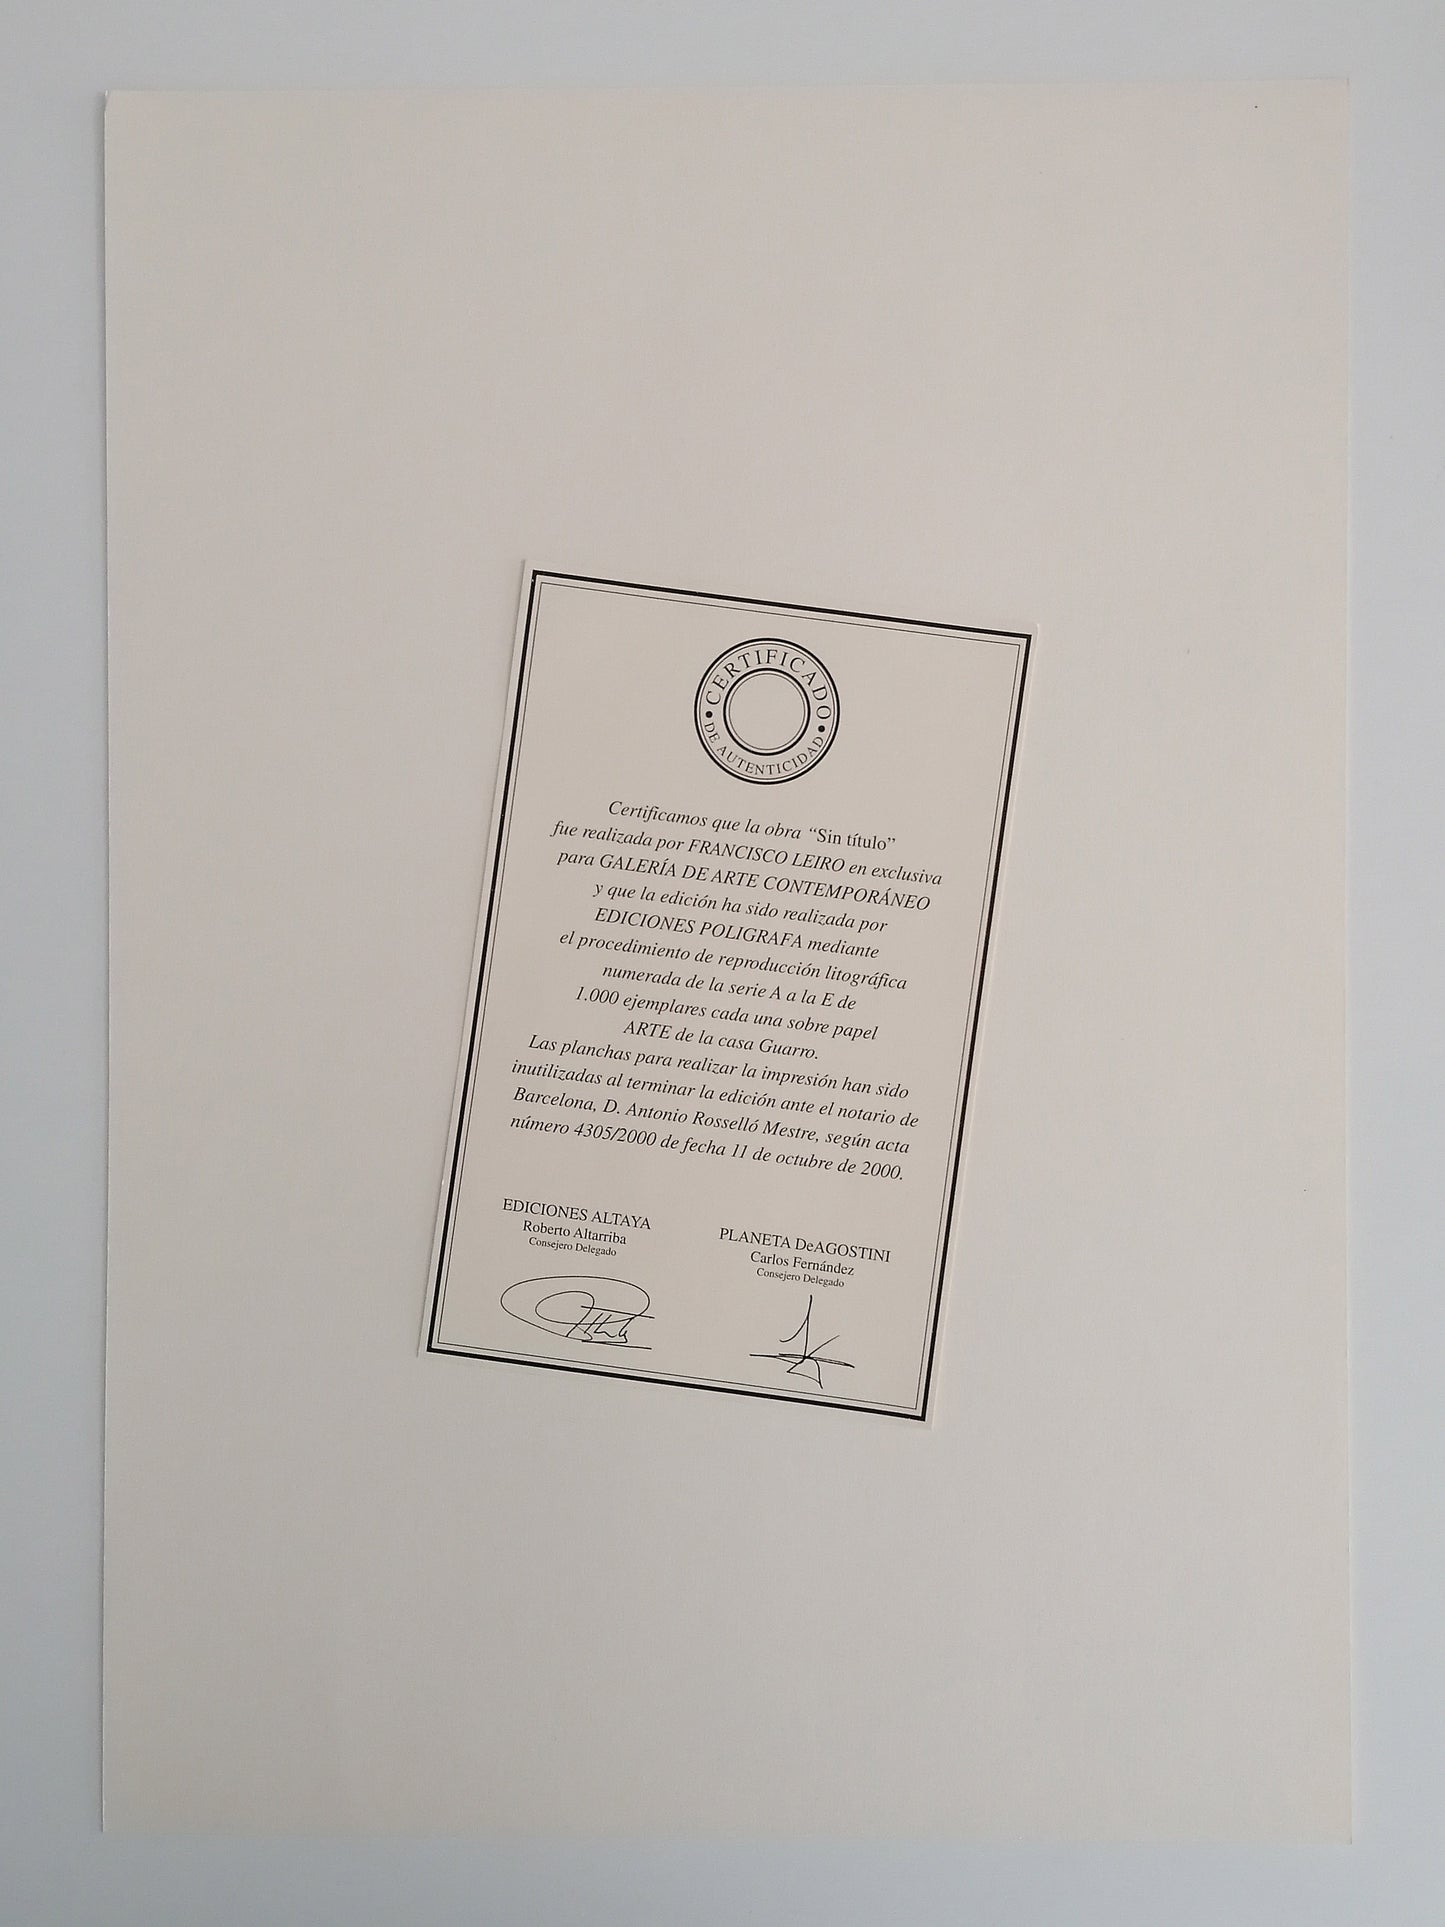 CERTIFICADO
DE AUTENTICIDAD
Certificamos que la obra “Sin título”
fue realizada por FRANCISCO LEIRO en exclusiva
para GALERÍA DE ARTE CONTEMPORÁNEO
y que la edición ha sido realizada por
EDICIONES POLIGRAFA mediante
el procedimiento de reproducción litográfica
numerada de la serie A a la E de
1.000 ejemplares cada una sobre papel
ARTE de la casa Guarro.
Las planchas para realizar la impresión han sido
inutilizadas al terminar la edición ante el notario de
Barcelona, D. Antonio Rosselló Mestre, según acta
número 4305/2000 de fecha 11 de octubre de 2000.
EDICIONES ALTAYA
Roberto Altarriba
Consejero Delegado
PLANETA DeAGOSTINI
Carlos Fernández
Consejero Delegado